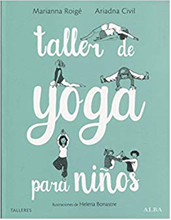 Marianna Roigé Ariadna Civil
taller de
yoga
para niños
ilustraciones de Helena Bonastre
TALLERES ALBA